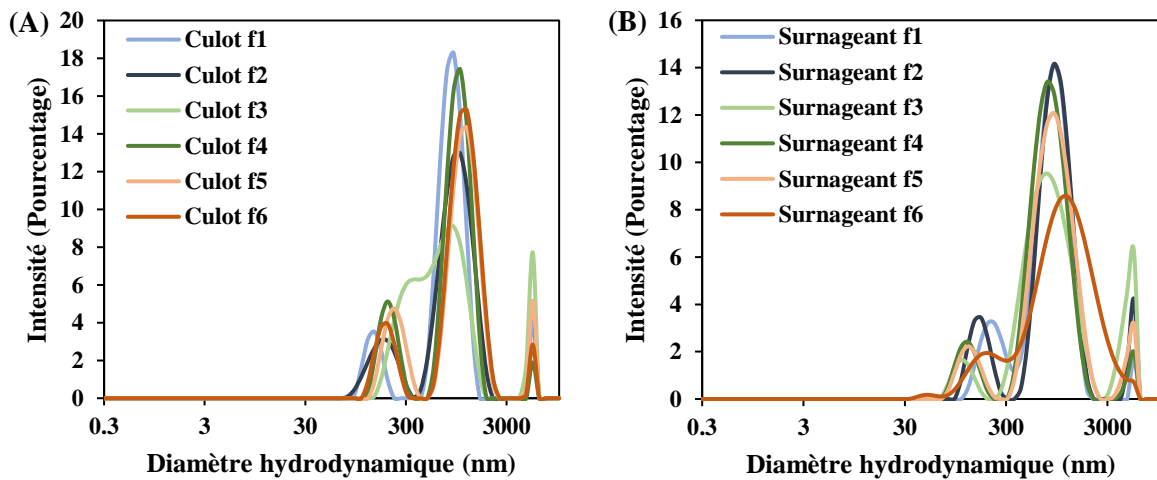 (A)
20
18
16
14
12
10
8
6
4
2
0
Intensité (Pourcentage)
Culot f1
Culot f2
Culot f3
Culot f4
Culot f5
Culot f6
0.3
3
30
300
3000
Diamètre hydrodynamique (nm)
(B)
16
14
12
10
8
6
4
2
0
Intensité (Pourcentage)
Surnageant f1
Surnageant f2
Surnageant f3
Surnageant f4
Surnageant f5
Surnageant f6
0.3
3
30
300
3000
Diamètre hydrodynamique (nm)